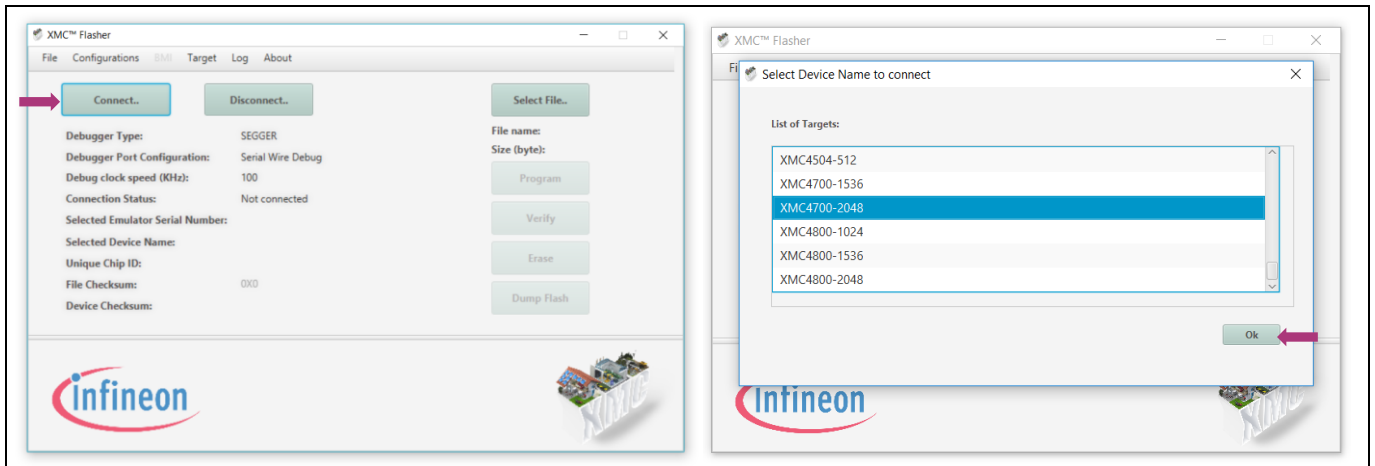 XMC™ Flasher
File Configurations BMI Target Log About
Connect.. Disconnect.. Select File..
Debugger Type: SEGGER
Debugger Port Configuration: Serial Wire Debug
Debug clock speed (KHz): 100
Connection Status: Not connected
Selected Emulator Serial Number:
Selected Device Name:
Unique Chip ID:
File Checksum: 0X0
Device Checksum:
File name:
Size (byte):
Program
Verify
Erase
Dump Flash
infineon
XMC
XMC™ Flasher
Fi
Select Device Name to connect
List of Targets:
XMC4504-512
XMC4700-1536
XMC4700-2048
XMC4800-1024
XMC4800-1536
XMC4800-2048
Ok
infineon
XMC